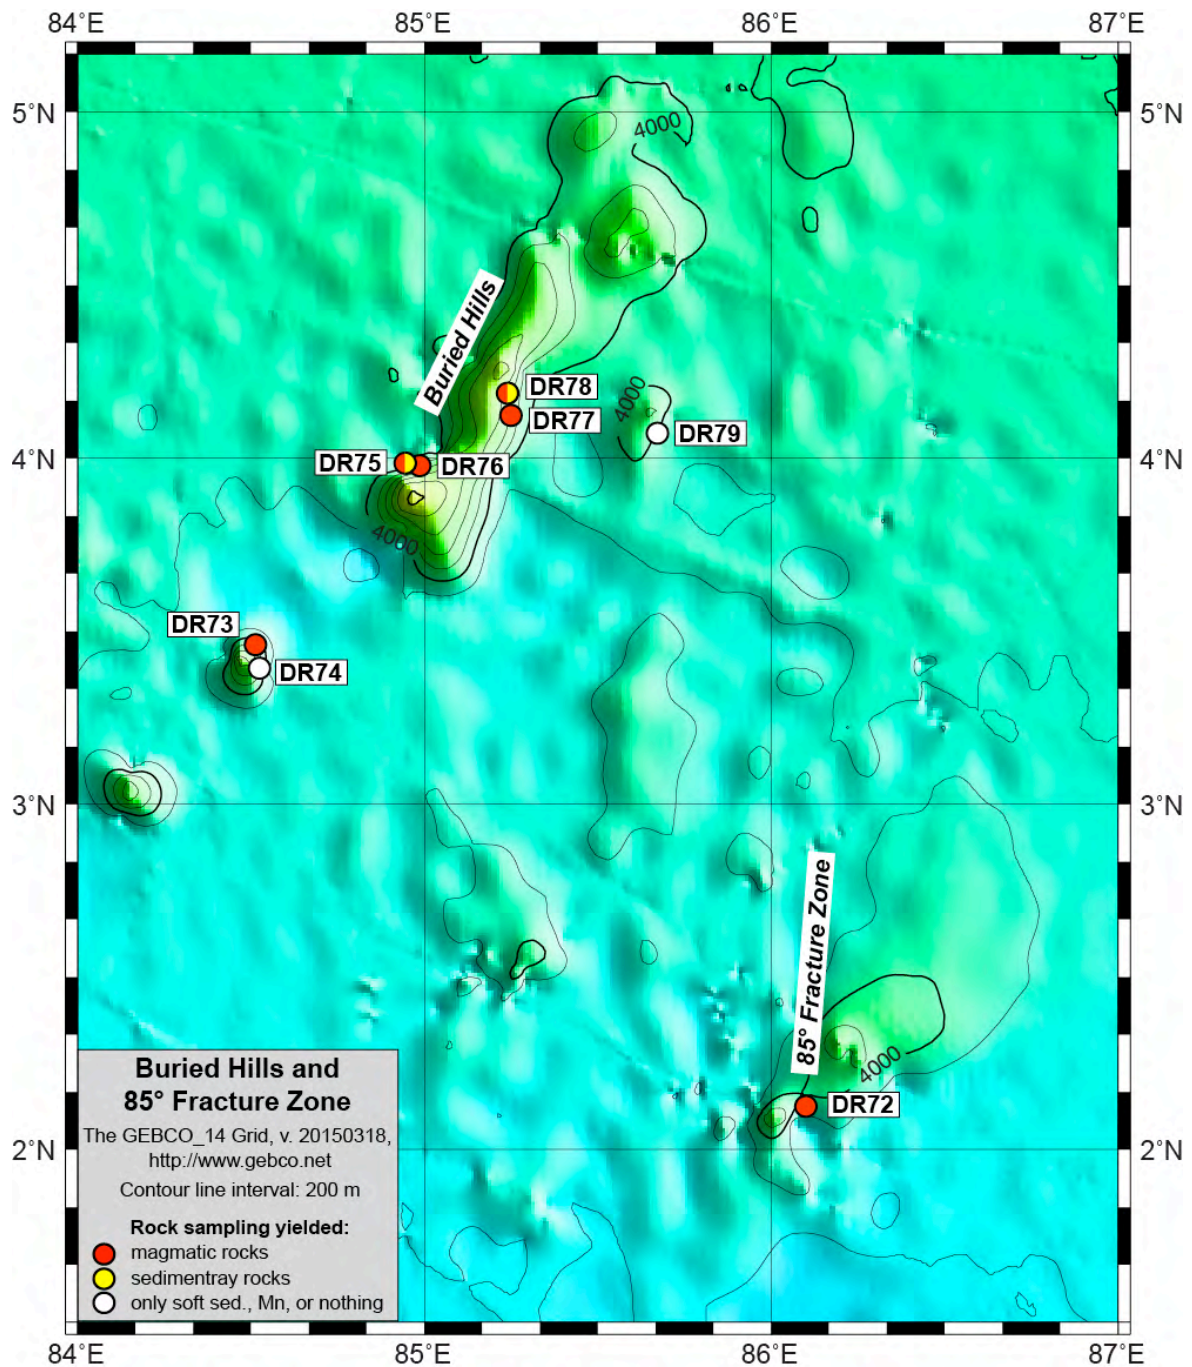 84°E 85°E 86°E 87°E
5°N 5°N
4000
Buried Hills
DR78
4000
DR77
DR79
4°N 4°N
DR75
DR76
4000
DR73
DR74
3°N 3°N
85° Fracture Zone
4000
DR72
2°N 2°N
Buried Hills and
85° Fracture Zone
The GEBCO_14 Grid, v. 20150318,
http://www.gebco.net
Contour line interval: 200 m
Rock sampling yielded:
magmatic rocks
sedimentray rocks
only soft sed., Mn, or nothing
84°E 85°E 86°E 87°E